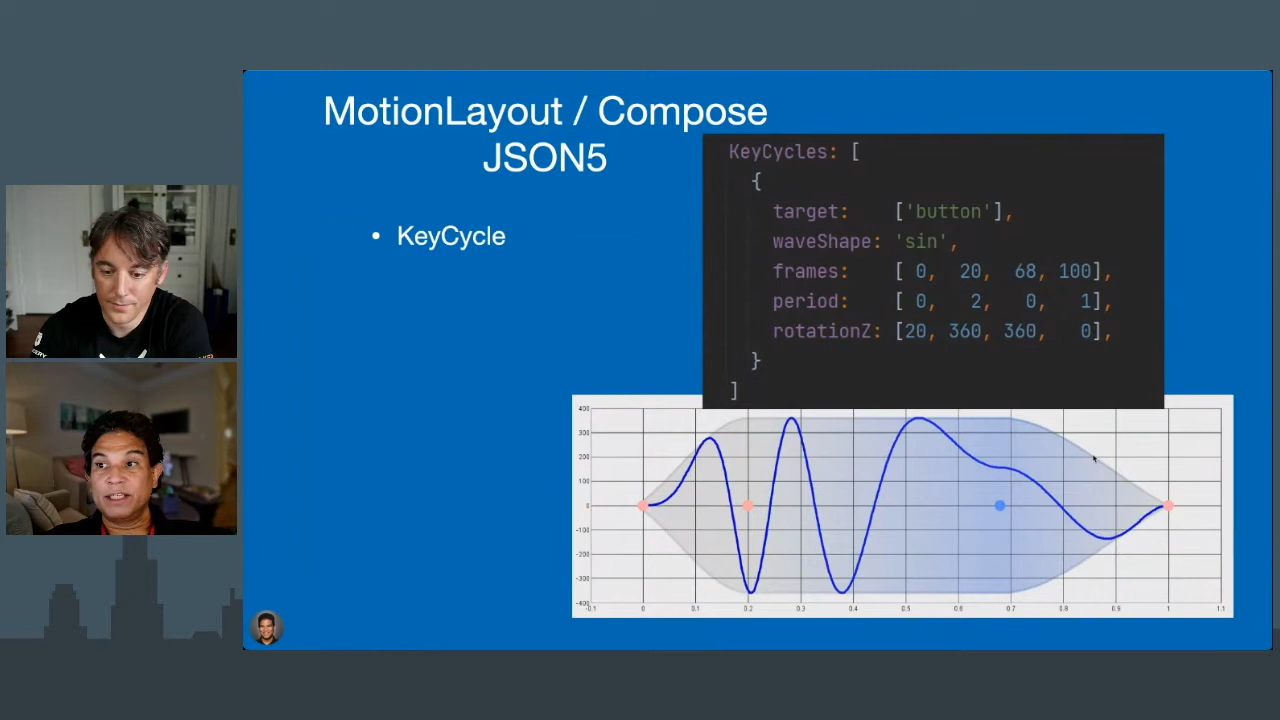 MotionLayout / Compose
JSON5
• KeyCycle
KeyCycles: [
{
target: ['button'],
waveShape: 'sin',
frames: [ 0, 20, 68, 100],
period: [ 0, 2, 0, 1],
rotationZ: [20, 360, 360, 0],
}
]
400
300
200
100
0
-100
-200
-300
-400
-0.1 0 0.1 0.2 0.3 0.4 0.5 0.6 0.7 0.8 0.9 1. 1.1